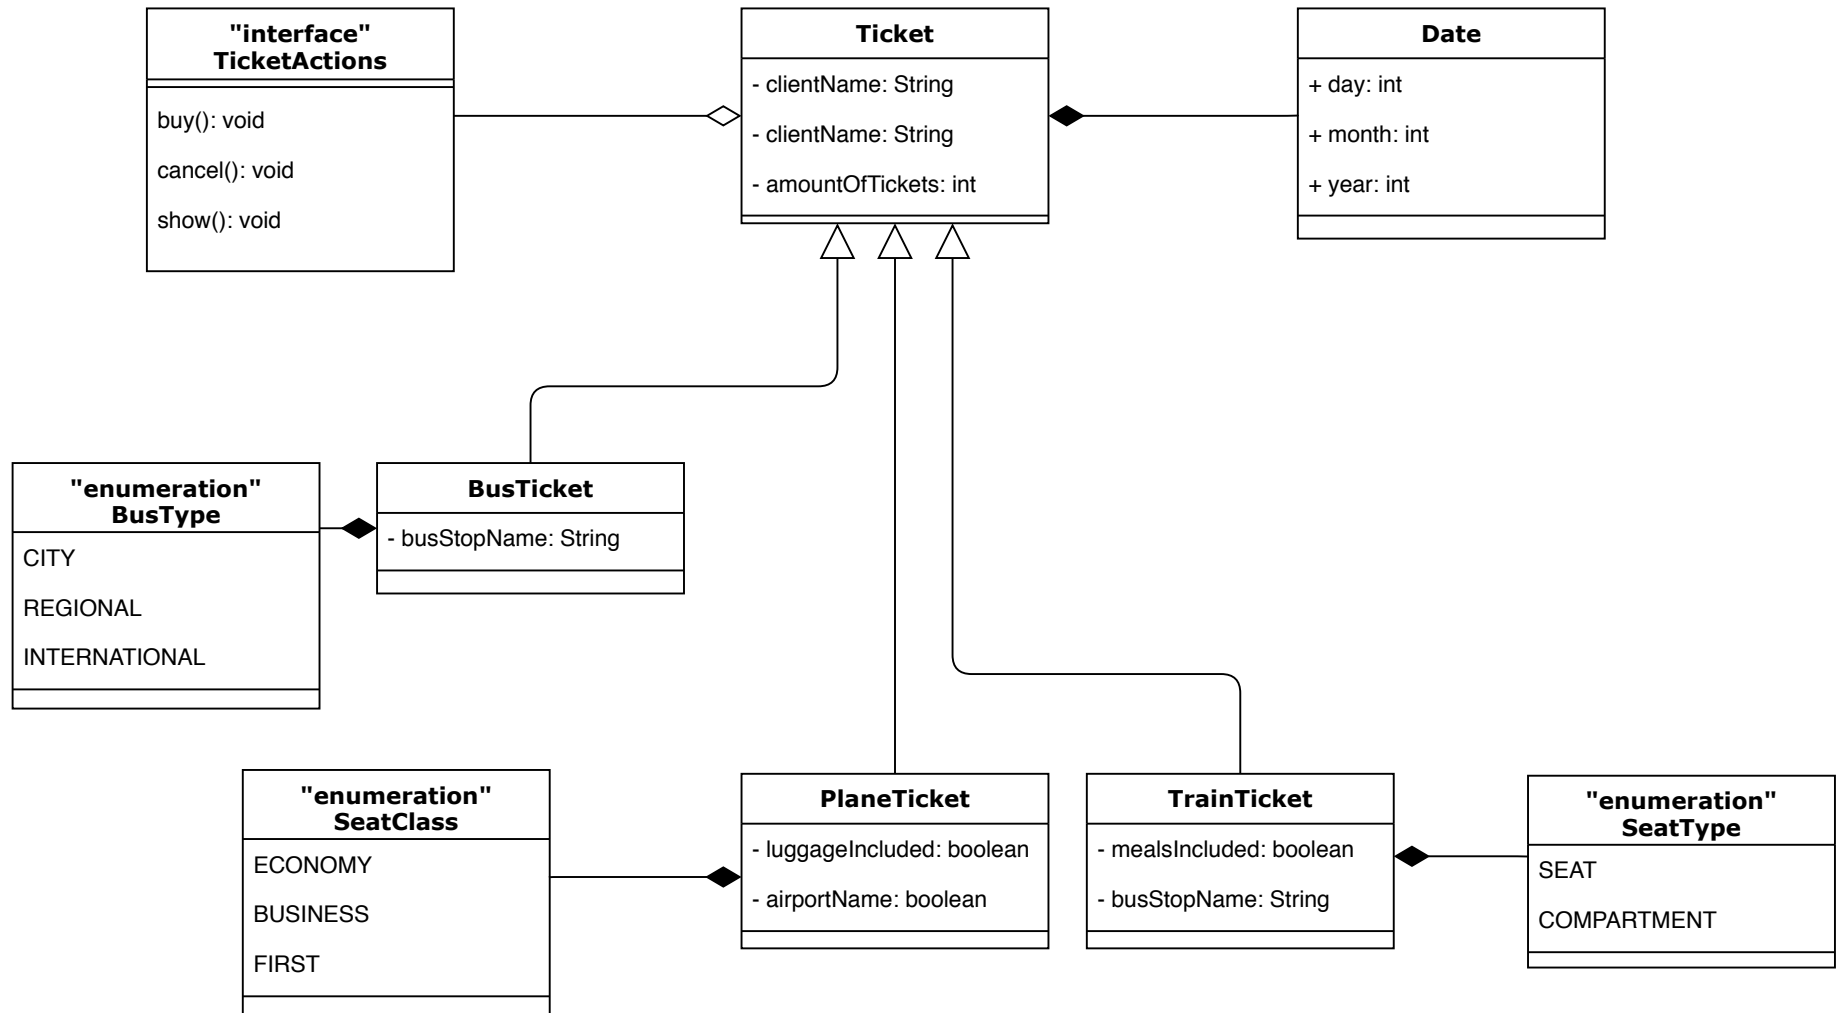 "interface"
TicketActions
buy(): void
cancel(): void
show(): void
Ticket
- clientName: String
- clientName: String
- amountOfTickets: int
Date
+ day: int
+ month: int
+ year: int
"enumeration"
BusType
CITY
REGIONAL
INTERNATIONAL
BusTicket
- busStopName: String
"enumeration"
SeatClass
ECONOMY
BUSINESS
FIRST
PlaneTicket
- luggageIncluded: boolean
- airportName: boolean
TrainTicket
- mealsIncluded: boolean
- busStopName: String
"enumeration"
SeatType
SEAT
COMPARTMENT